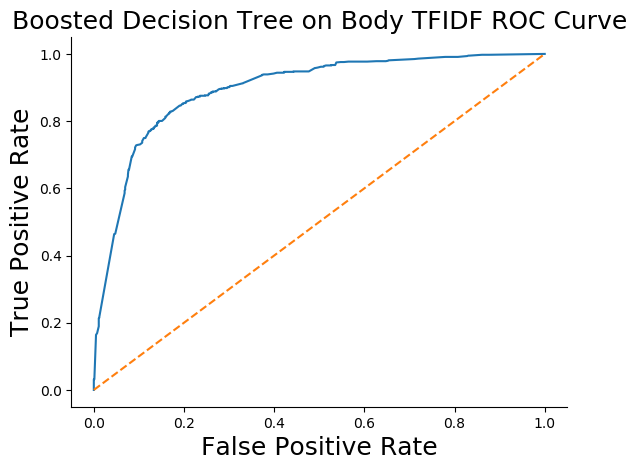 Boosted Decision Tree on Body TFIDF ROC Curve
1.0
0.8
0.6
0.4
0.2
0.0
True Positive Rate
0.0 0.2 0.4 0.6 0.8 1.0
False Positive Rate